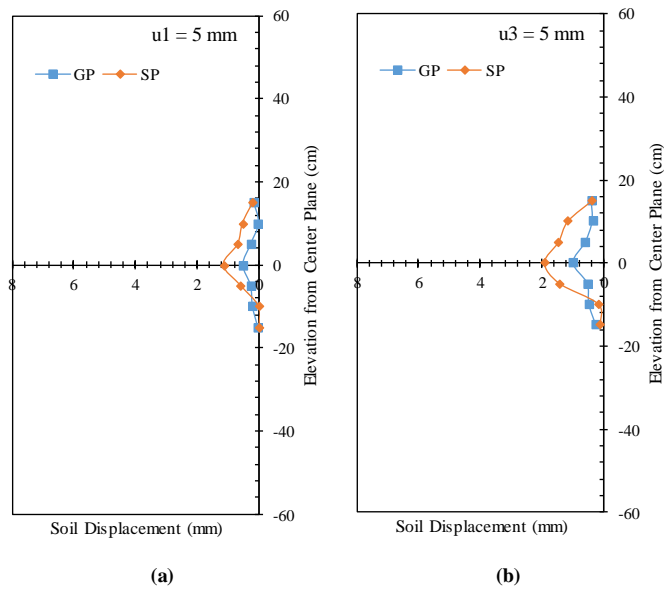 u1 = 5 mm
GP
SP
60
40
20
0
-20
-40
-60
8
6
4
2
0
Elevation from Center Plane (cm)
Soil Displacement (mm)
(a)
u3 = 5 mm
GP
SP
60
40
20
0
-20
-40
-60
8
6
4
2
0
Elevation from Center Plane (cm)
Soil Displacement (mm)
(b)